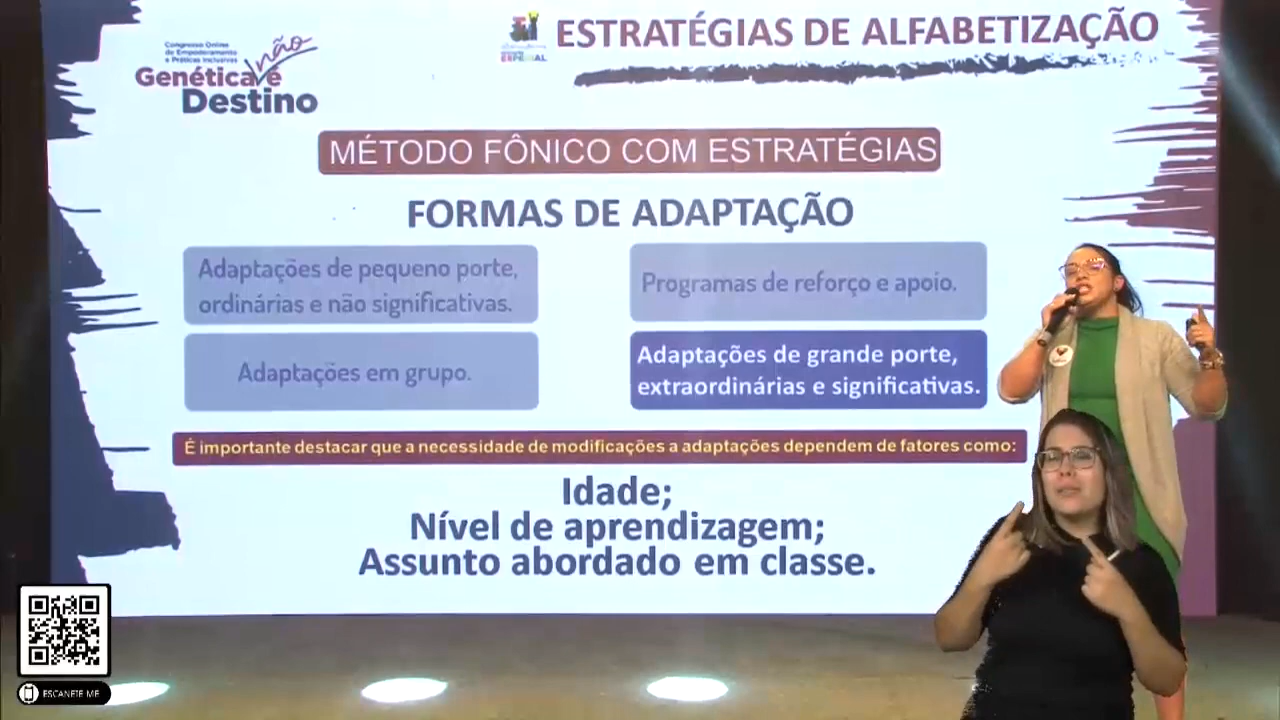 Congresso Online
de Empoderamento
e Práticas Inclusivas
não
Genética é
Destino
ESPECIAL
ESTRATÉGIAS DE ALFABETIZAÇÃO
MÉTODO FÔNICO COM ESTRATÉGIAS
FORMAS DE ADAPTAÇÃO
Adaptações de pequeno porte,
ordinárias e não significativas.
Programas de reforço e apoio.
Adaptações em grupo.
Adaptações de grande porte,
extraordinárias e significativas.
É importante destacar que a necessidade de modificações a adaptações dependem de fatores como:
Idade;
Nível de aprendizagem;
Assunto abordado em classe.
ESCANEIE ME